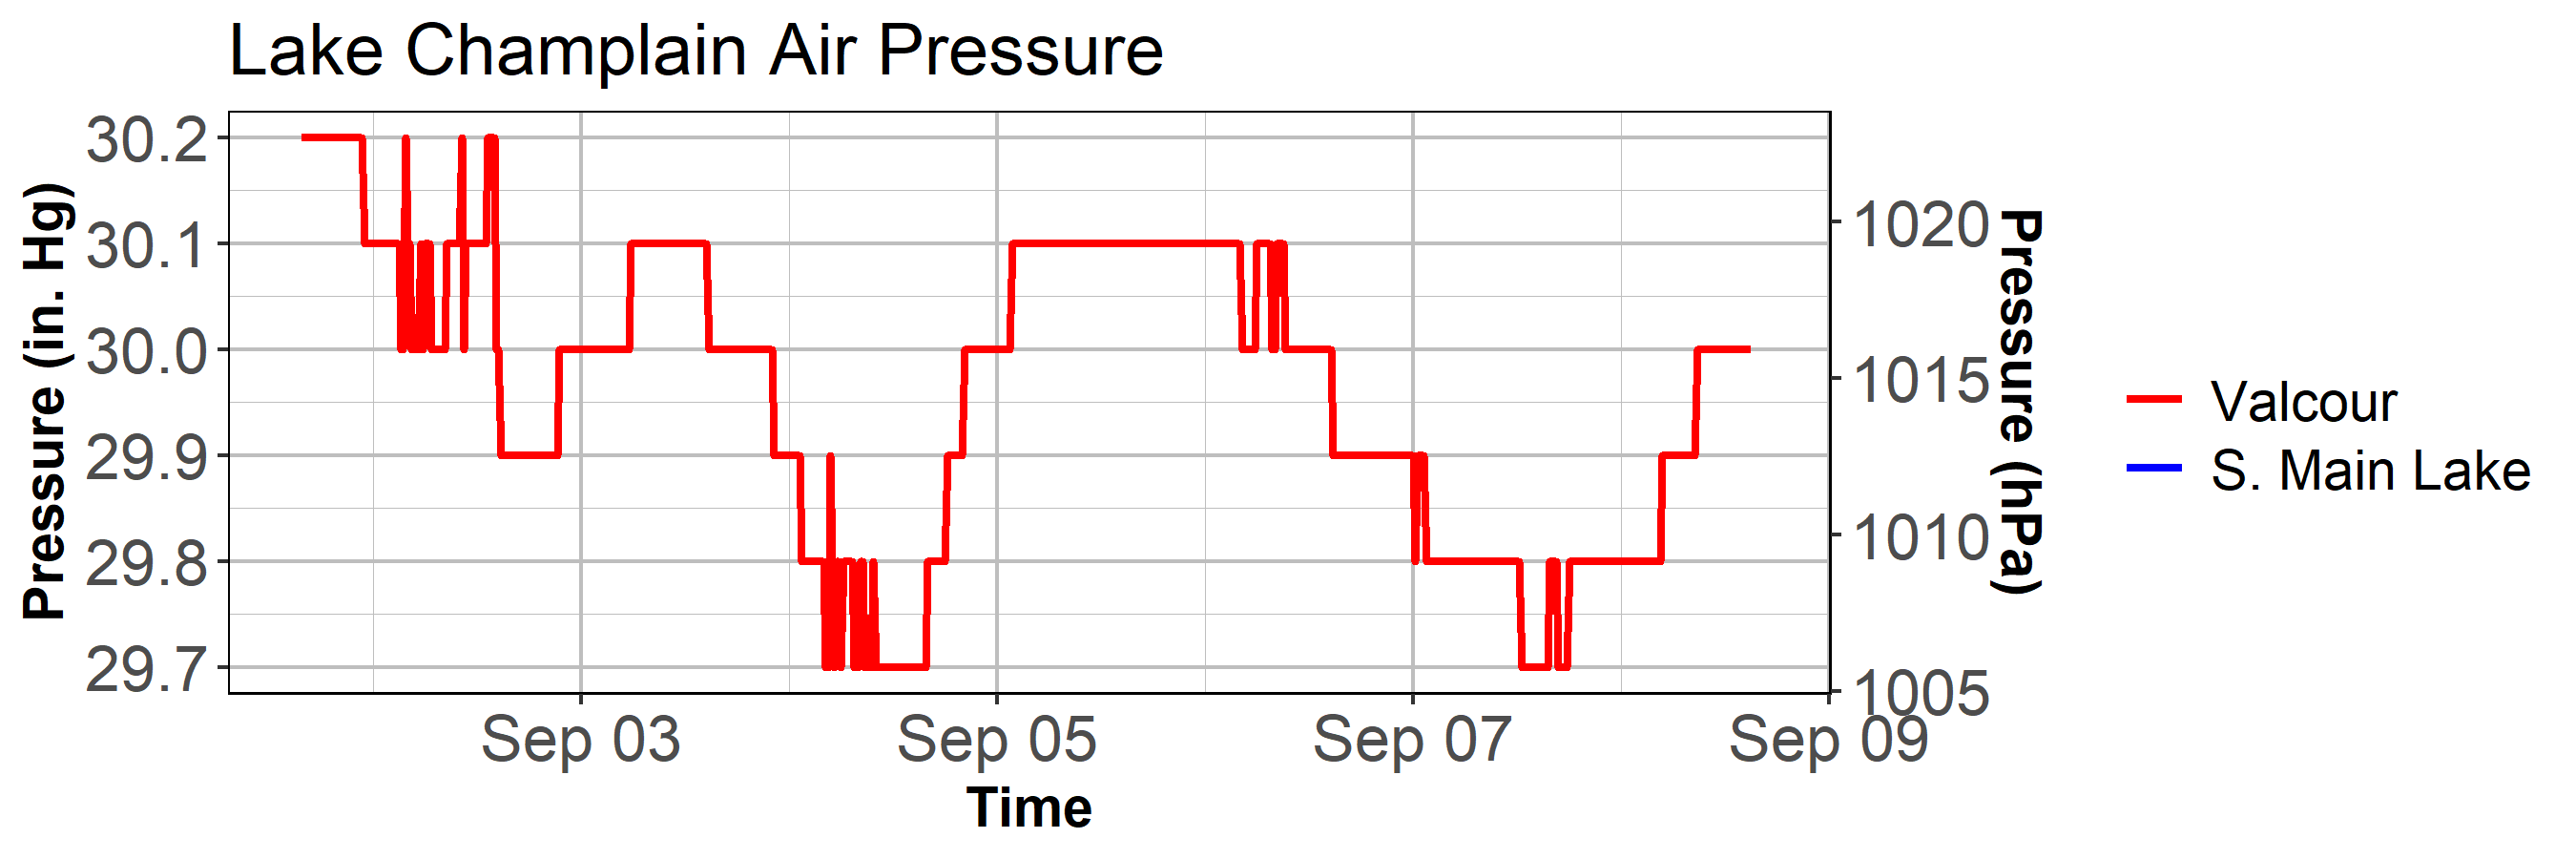 Lake Champlain Air Pressure
Pressure (in. Hg)
30.2
30.1
30.0
29.9
29.8
29.7
1020
1015
1010
1005
Pressure (hPa)
Sep 03
Sep 05
Sep 07
Sep 09
Time
Valcour
S. Main Lake